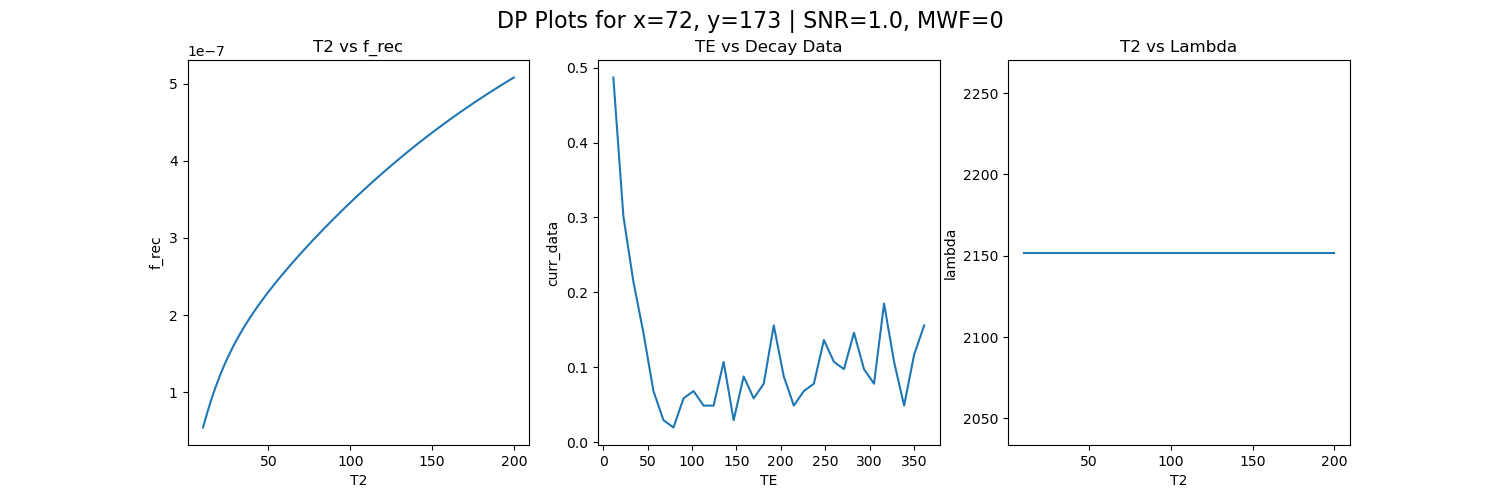 DP Plots for x=72, y=173 | SNR=1.0, MWF=0
T2 vs f_rec
1e−7
5
4
3
2
1
f_rec
50 100 150 200
T2
TE vs Decay Data
0.5
0.4
0.3
0.2
0.1
0.0
curr_data
0 50 100 150 200 250 300 350
TE
T2 vs Lambda
2250
2200
2150
2100
2050
lambda
50 100 150 200
T2